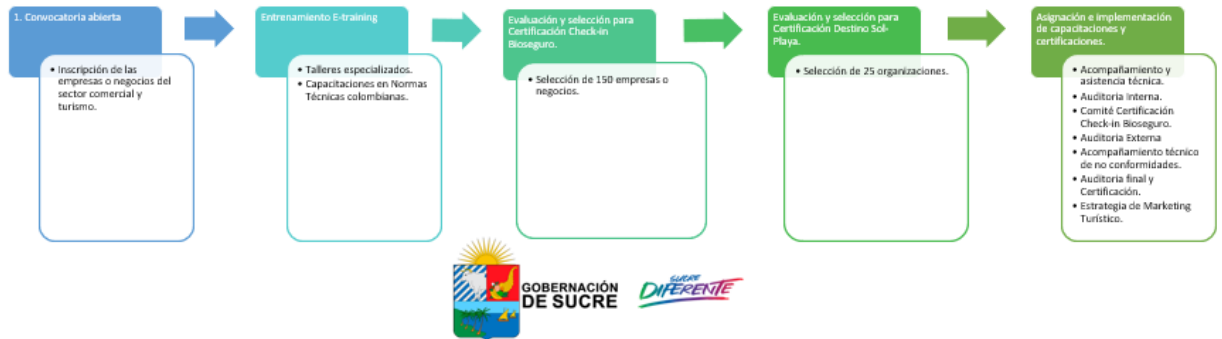 1. Convocatoria abierta
• Inscripción de las
empresas o negocios del
sector comercial y
turismo.
Entrenamiento E-training
• Talleres especializados.
• Capacitaciones en Normas
Técnicas colombianas.
Evaluación y selección para
Certificación Check-in
Bioseguro.
• Selección de 150 empresas o
negocios.
Evaluación y selección para
Certificación Destino Sol-
Playa.
• Selección de 25 organizaciones.
Asignación e implementación
de capacitaciones y
certificaciones.
• Acompañamiento y
asistencia técnica.
• Auditoria Interna.
• Comité Certificación
Check-in Bioseguro.
• Auditoria Externa
• Acompañamiento técnico
de no conformidades.
• Auditoria final y
Certificación.
• Estrategia de Marketing
Turístico.
GOBERNACIÓN
DE SUCRE
SUCRE
DIFERENTE